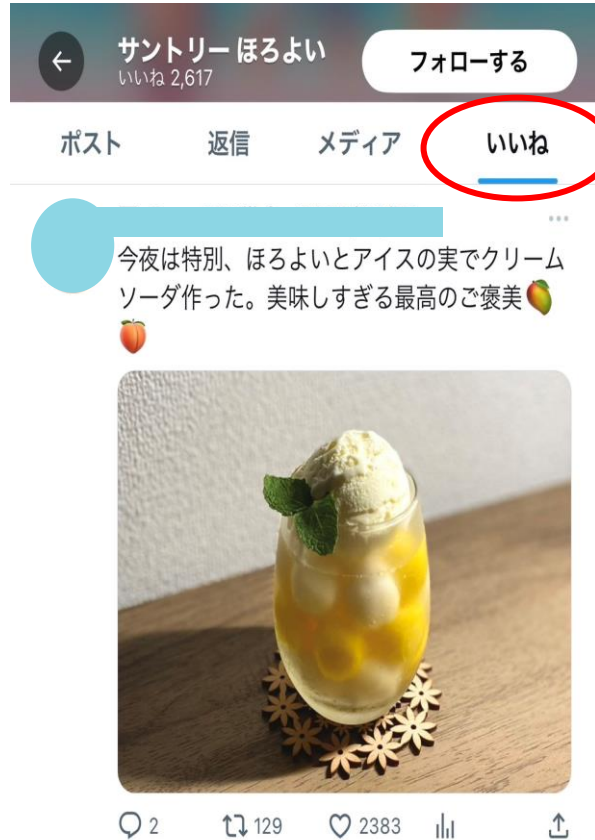 サントリー ほろよい
いいね 2,617
フォローする
ポスト
返信
メディア
いいね
今夜は特別、ほろよいとアイスの実でクリーム
ソーダ作った。美味しすぎる最高のご褒美🥭
🍑
2
129
2383